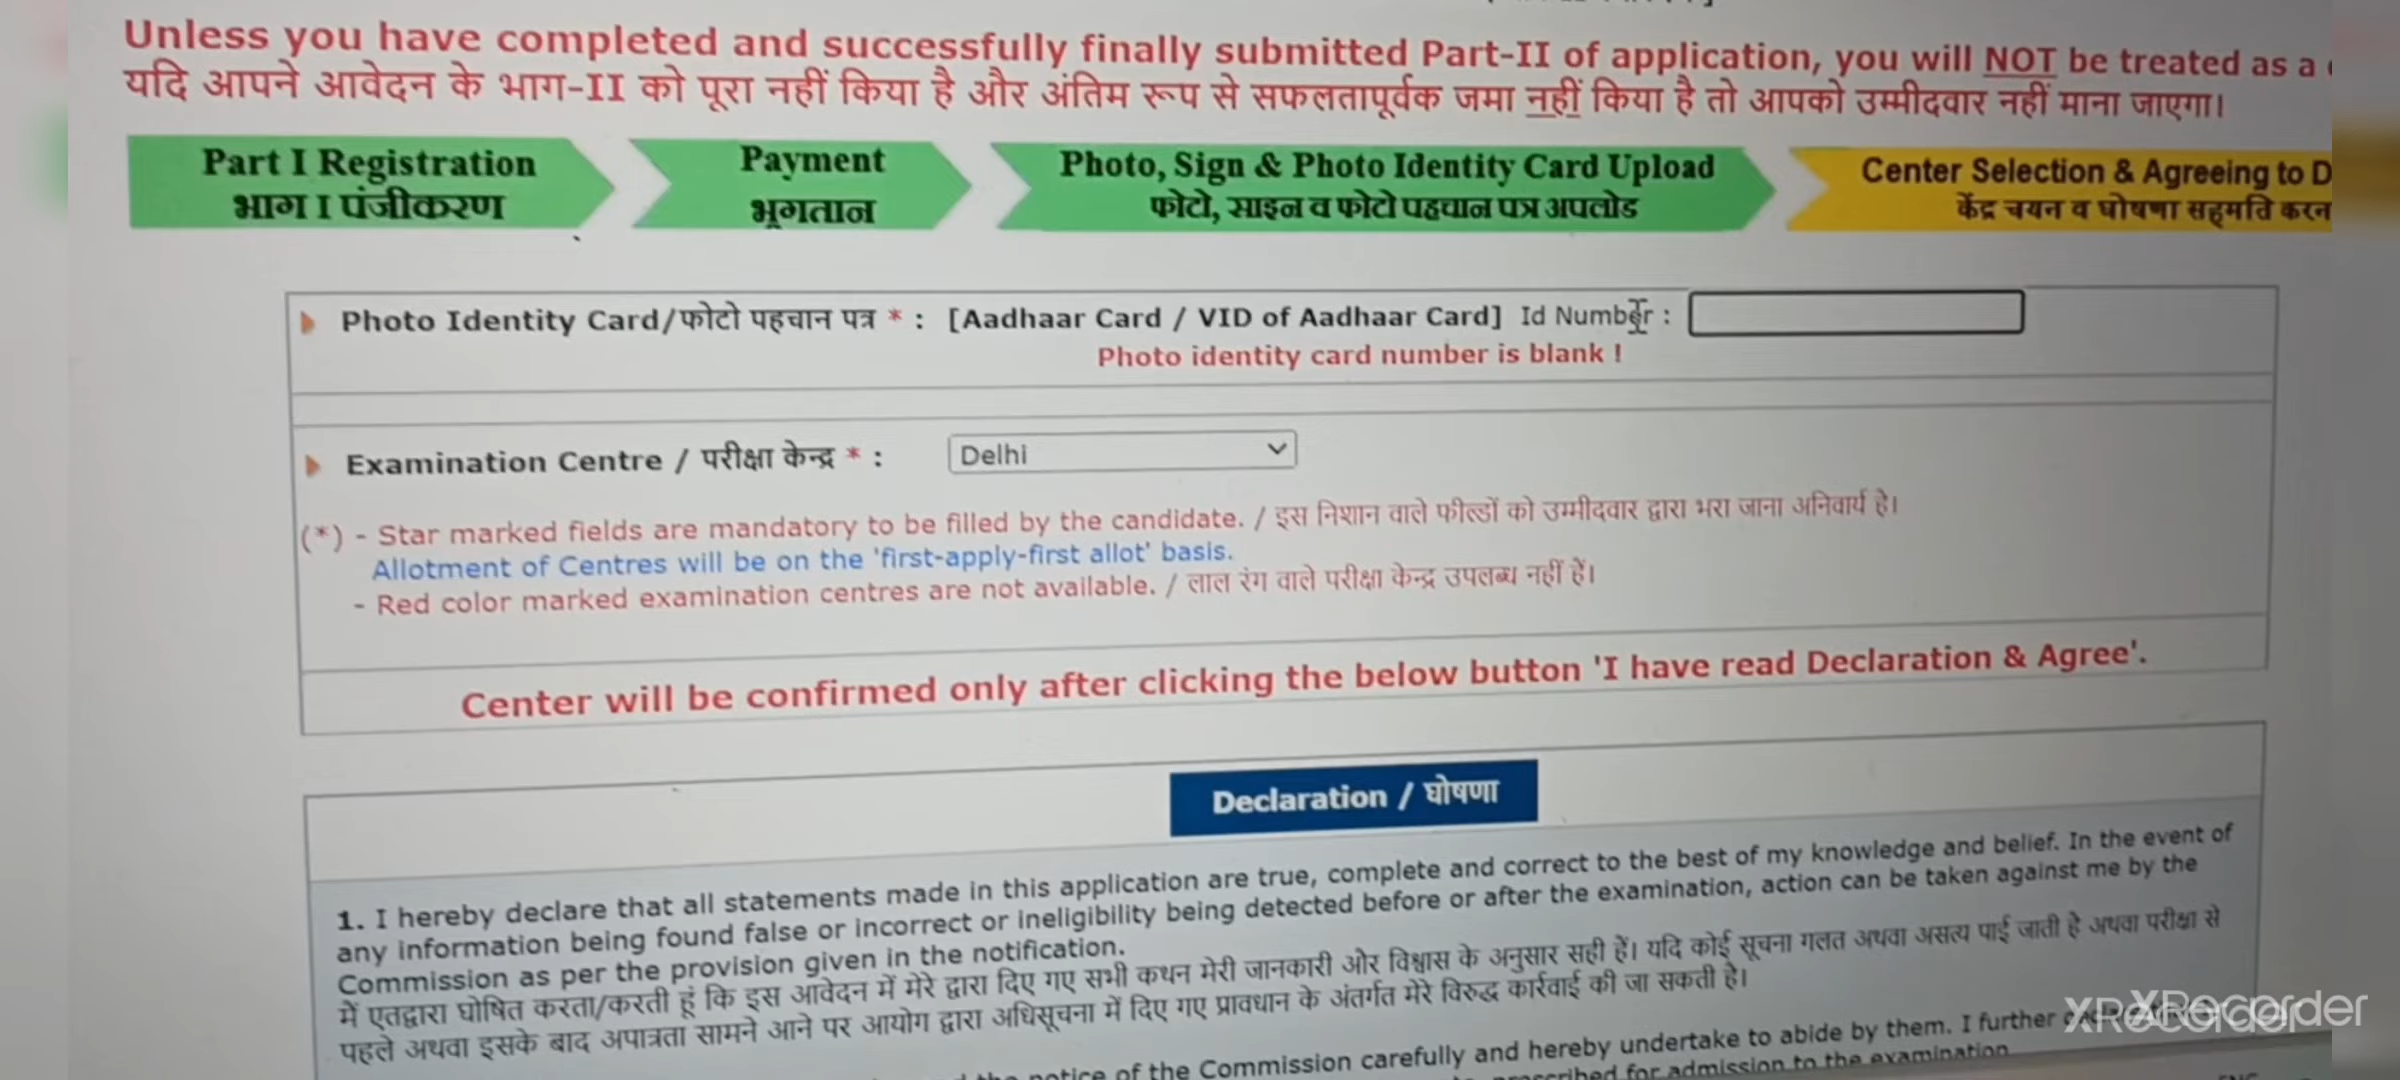 Unless you have completed and successfully finally submitted Part-II of application, you will NOT be treated as a
यदि आपने आवेदन के भाग-II को पूरा नहीं किया है और अंतिम रूप से सफलतापूर्वक जमा नहीं किया है तो आपको उम्मीदवार नहीं माना जाएगा।
Part I Registration
भाग I पंजीकरण
Payment
भुगतान
Photo, Sign & Photo Identity Card Upload
फोटो, साइन व फोटो पहचान पत्र अपलोड
Center Selection & Agreeing to D
केंद्र चयन व घोषणा सहमति करन
Photo Identity Card/फोटो पहचान पत्र * : [Aadhaar Card / VID of Aadhaar Card] Id Number :
Photo identity card number is blank !
Examination Centre / परीक्षा केन्द्र * : Delhi
(*) - Star marked fields are mandatory to be filled by the candidate. / इस निशान वाले फील्डों को उम्मीदवार द्वारा भरा जाना अनिवार्य है।
Allotment of Centres will be on the 'first-apply-first allot' basis.
- Red color marked examination centres are not available. / लाल रंग वाले परीक्षा केन्द्र उपलब्ध नहीं हैं।
Center will be confirmed only after clicking the below button 'I have read Declaration & Agree'.
Declaration / घोषणा
1. I hereby declare that all statements made in this application are true, complete and correct to the best of my knowledge and belief. In the event of
any information being found false or incorrect or ineligibility being detected before or after the examination, action can be taken against me by the
Commission as per the provision given in the notification.
में एतद्वारा घोषित करता/करती हूं कि इस आवेदन में मेरे द्वारा दिए गए सभी कथन मेरी जानकारी और विश्वास के अनुसार सही हैं। यदि कोई सूचना गलत अथवा असत्य पाई जाती है अथवा परीक्षा से
पहले अथवा इसके बाद अपात्रता सामने आने पर आयोग द्वारा अधिसूचना में दिए गए प्रावधान के अंतर्गत मेरे विरुद्ध कार्रवाई की जा सकती है।
notice of the Commission carefully and hereby undertake to abide by them. I further
prescribed for admission to the examination
XRecorder